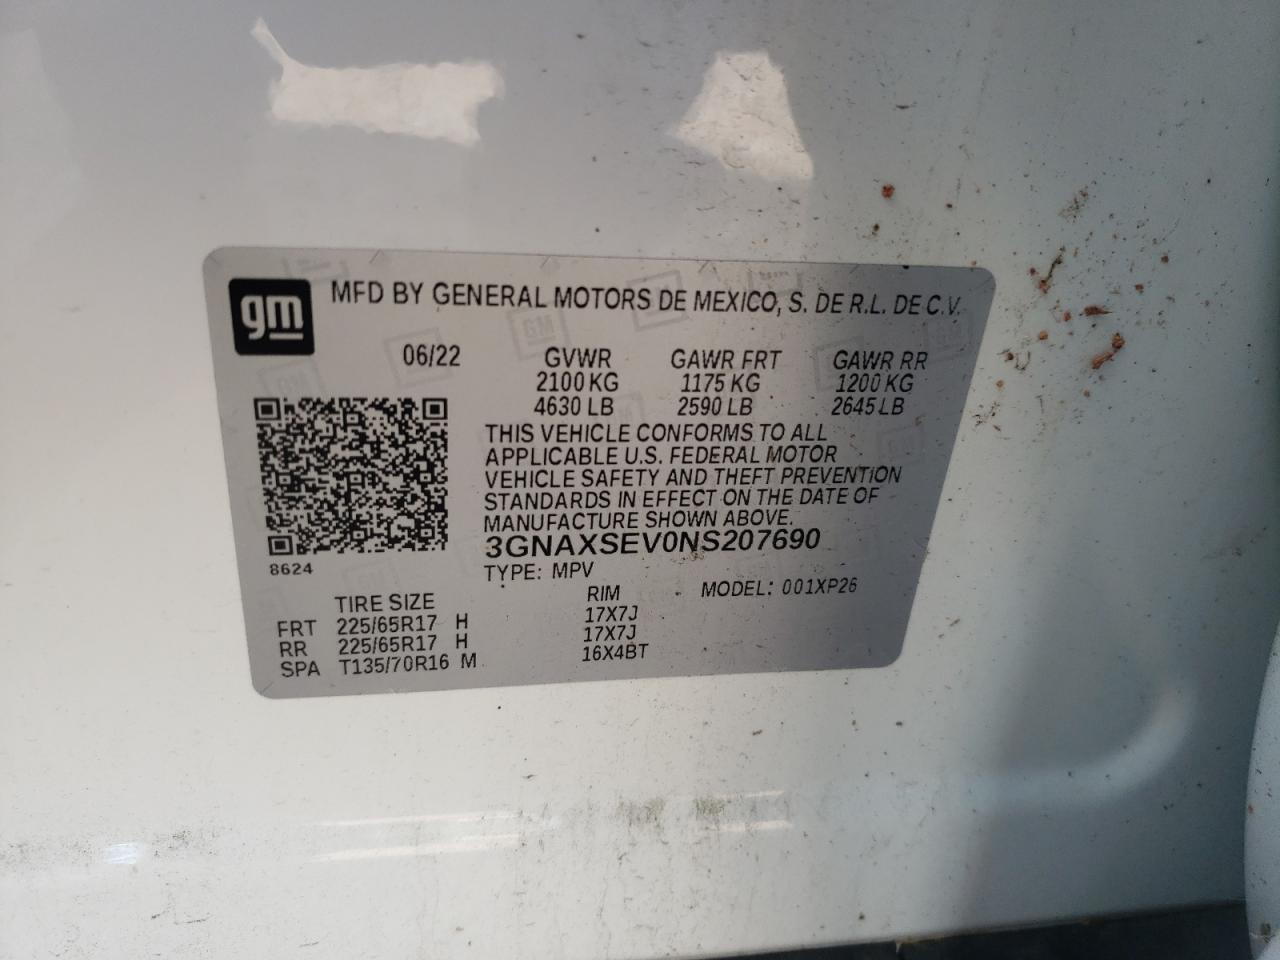 gm MFD BY GENERAL MOTORS DE MEXICO, S. DE R.L. DE C.V.
06/22 GVWR GAWR FRT GAWR RR
2100 KG 1175 KG 1200 KG
4630 LB 2590 LB 2645 LB
THIS VEHICLE CONFORMS TO ALL
APPLICABLE U.S. FEDERAL MOTOR
VEHICLE SAFETY AND THEFT PREVENTION
STANDARDS IN EFFECT ON THE DATE OF
MANUFACTURE SHOWN ABOVE.
3GNAXSEV0NS207690
8624 TYPE: MPV
TIRE SIZE RIM MODEL: 001XP26
FRT 225/65R17 H 17X7J
RR 225/65R17 H 17X7J
SPA T135/70R16 M 16X4BT